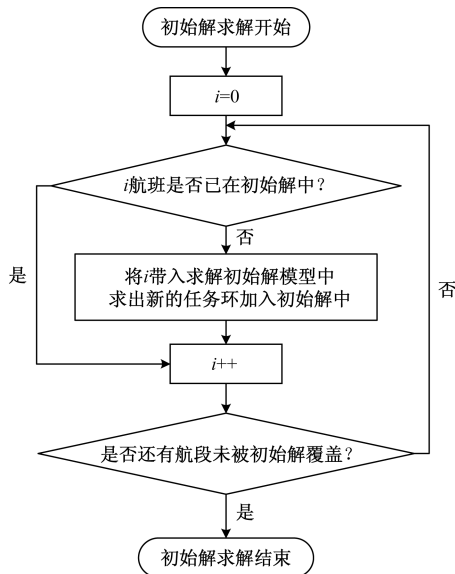 初始解求解开始
i=0
i航班是否已在初始解中？
否
是
将i带入求解初始解模型中
求出新的任务环加入初始解中
否
i++
是否还有航段未被初始解覆盖？
是
初始解求解结束